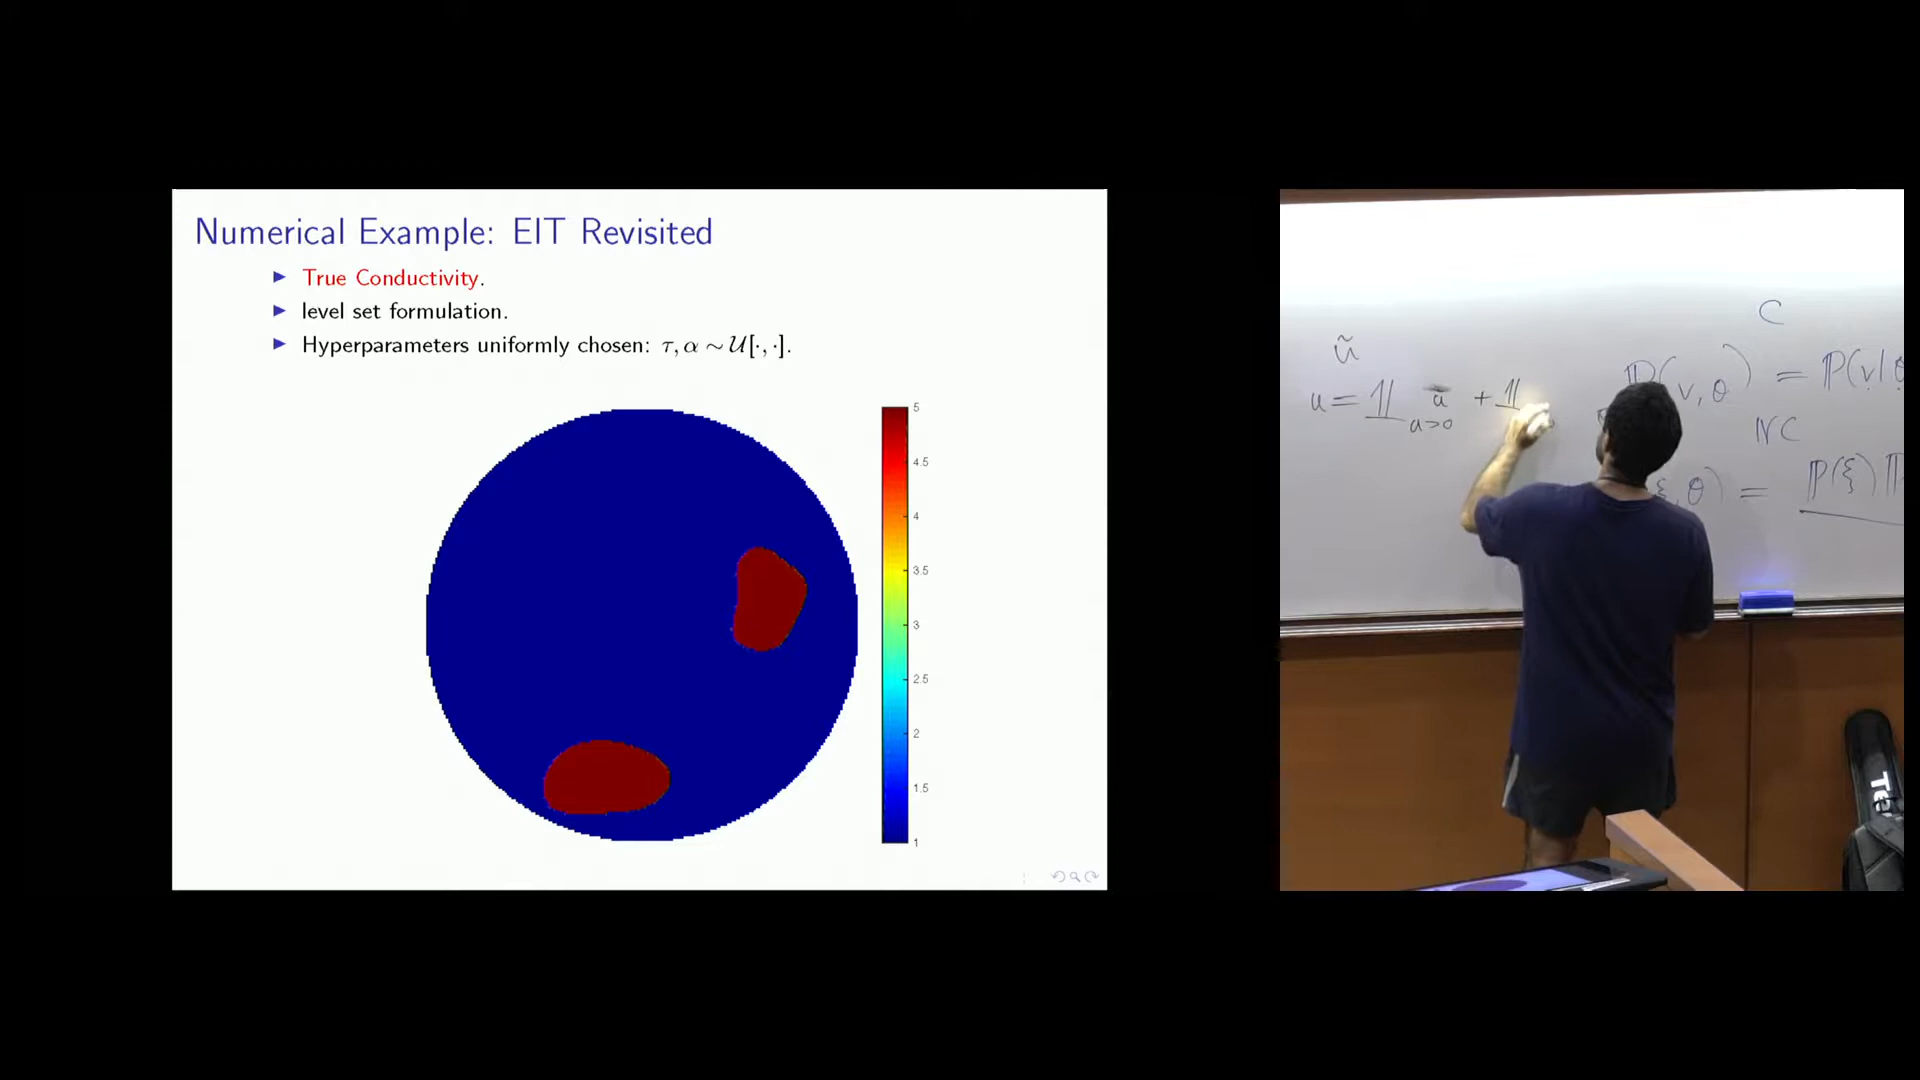 Numerical Example: EIT Revisited
▶ True Conductivity.
▶ level set formulation.
▶ Hyperparameters uniformly chosen: τ, α ∼ 𝒰[·, ·].
5
4.5
4
3.5
3
2.5
2
1.5
1
C
ũ
u = 𝟙 a>0 ū + 𝟙
ℙ(v, θ) = ℙ(v|θ
NC
ξ, θ) = ℙ(ξ) ℙ